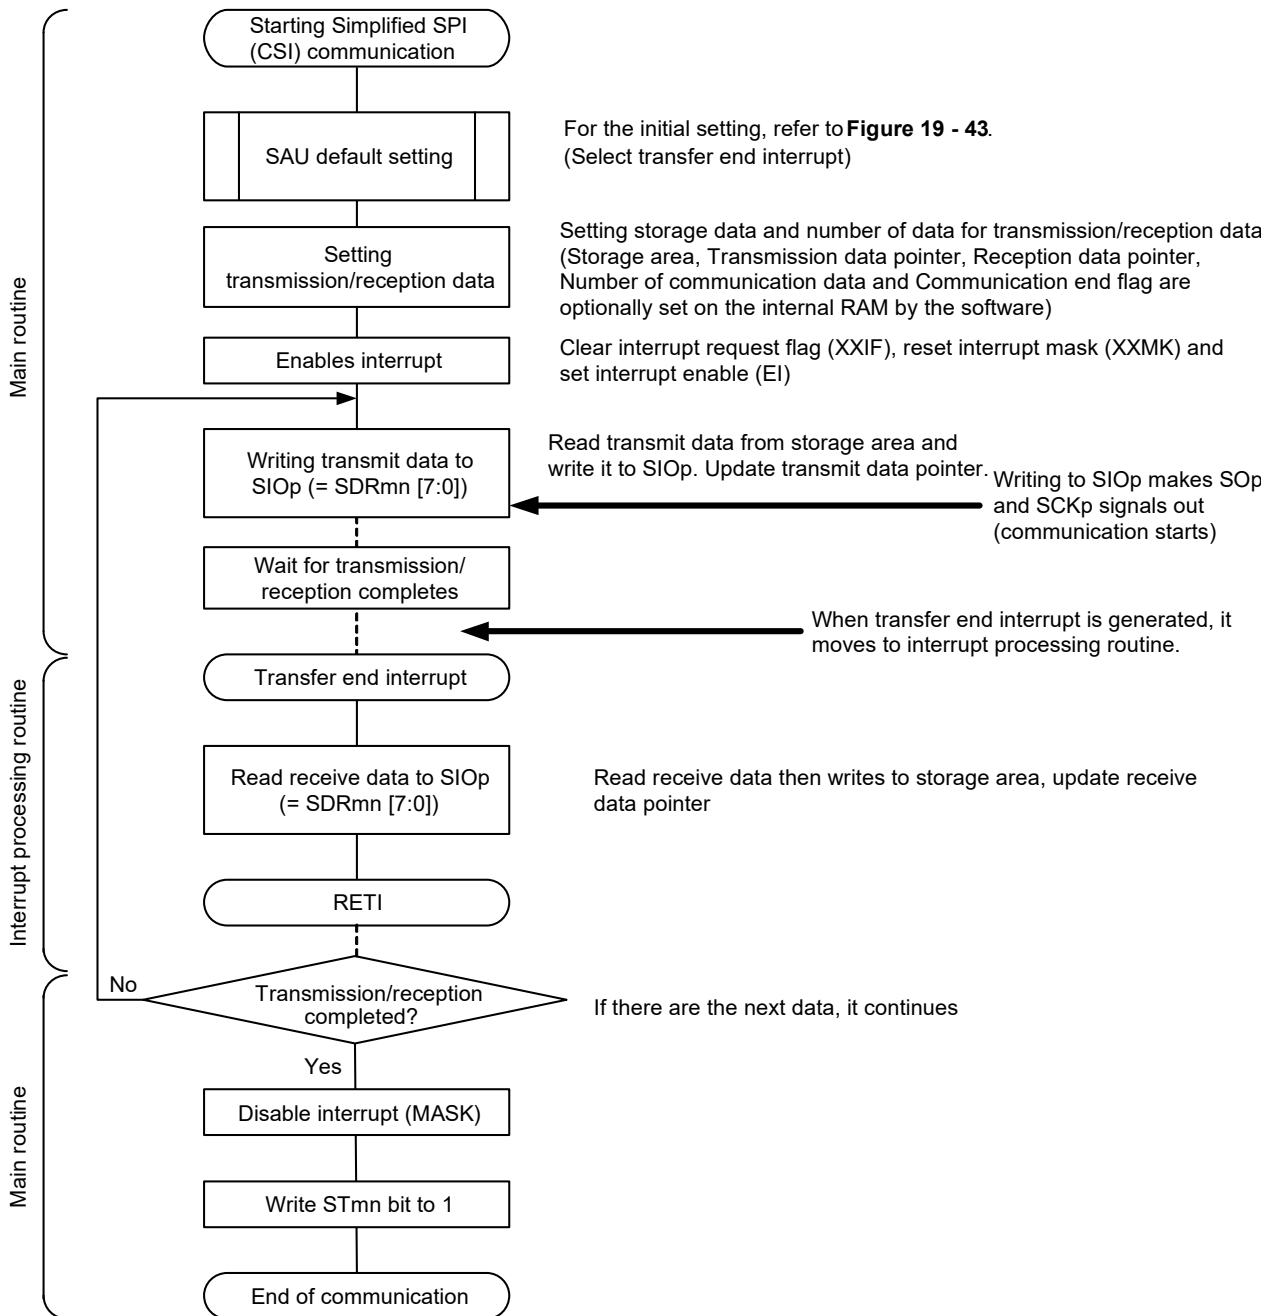 Starting Simplified SPI
(CSI) communication
SAU default setting
For the initial setting, refer to Figure 19 - 43.
(Select transfer end interrupt)
Setting
transmission/reception data
Setting storage data and number of data for transmission/reception data
(Storage area, Transmission data pointer, Reception data pointer,
Number of communication data and Communication end flag are
optionally set on the internal RAM by the software)
Main routine
Enables interrupt
Clear interrupt request flag (XXIF), reset interrupt mask (XXMK) and
set interrupt enable (EI)
Writing transmit data to
SIOp (= SDRmn [7:0])
Read transmit data from storage area and
write it to SIOp. Update transmit data pointer.
Writing to SIOp makes SOp
and SCKp signals out
(communication starts)
Wait for transmission/
reception completes
When transfer end interrupt is generated, it
moves to interrupt processing routine.
Interrupt processing routine
Transfer end interrupt
Read receive data to SIOp
(= SDRmn [7:0])
Read receive data then writes to storage area, update receive
data pointer
RETI
No
Transmission/reception
completed?
If there are the next data, it continues
Yes
Main routine
Disable interrupt (MASK)
Write STmn bit to 1
End of communication